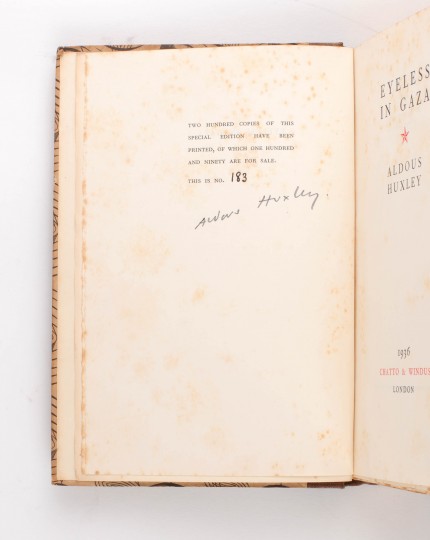 TWO HUNDRED COPIES OF THIS
SPECIAL EDITION HAVE BEEN
PRINTED, OF WHICH ONE HUNDRED
AND NINETY ARE FOR SALE.
THIS IS NO. 183
Aldous Huxley.
EYELESS
IN GAZA
ALDOUS
HUXLEY
1936
CHATTO & WINDUS
LONDON